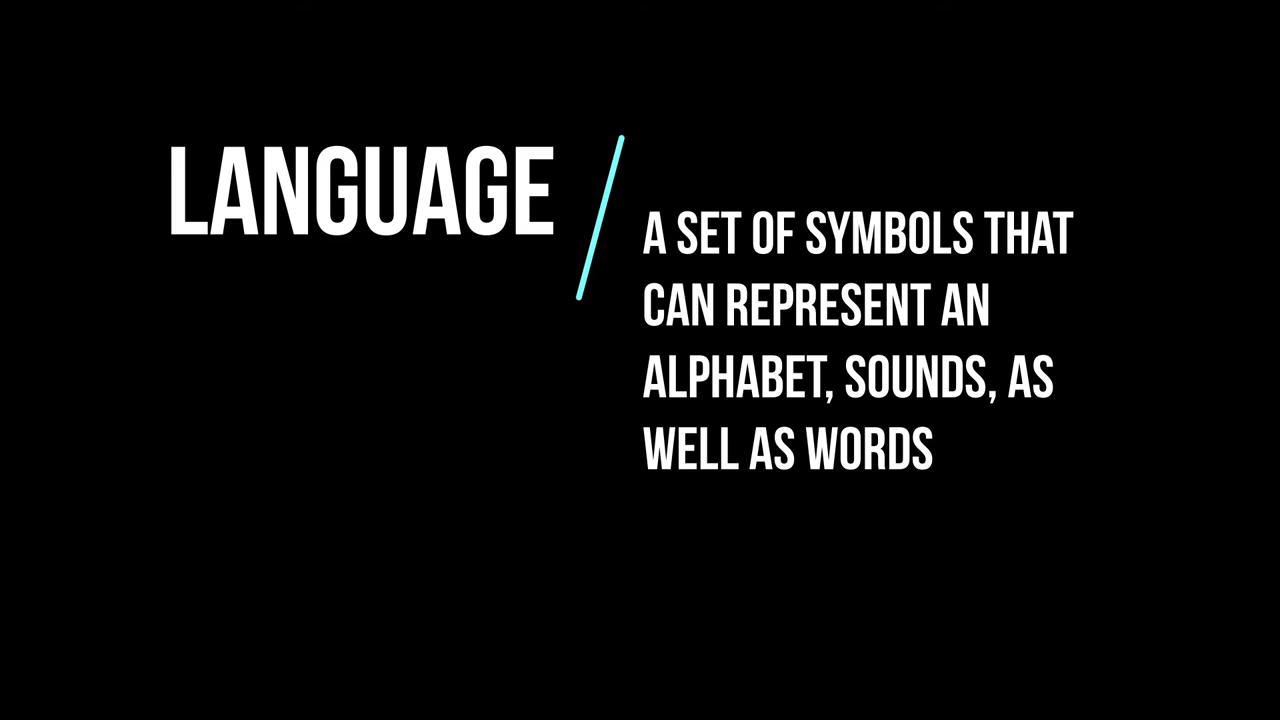 LANGUAGE
A SET OF SYMBOLS THAT
CAN REPRESENT AN
ALPHABET, SOUNDS, AS
WELL AS WORDS